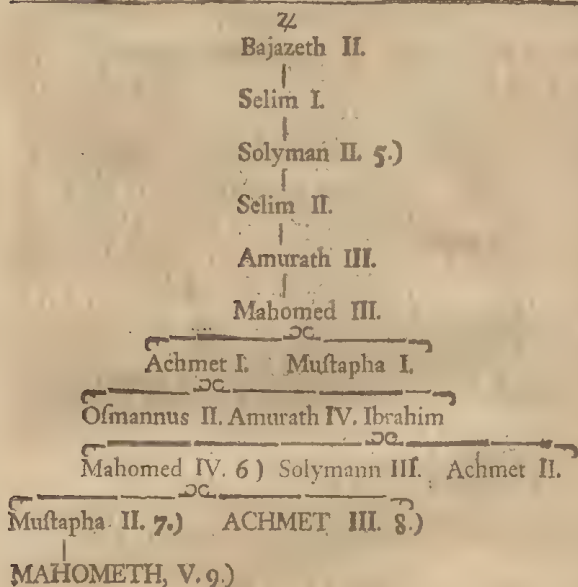 ♃
Bajazeth II.
Selim I.
Solyman II. 5.)
Selim II.
Amurath III.
Mahomed III.
Achmet I. Muſtapha I.
Oſmannus II. Amurath IV. Ibrahim
Mahomed IV. 6) Solymann III. Achmet II.
Muſtapha II. 7.) ACHMET III. 8.)
MAHOMETH, V. 9.)